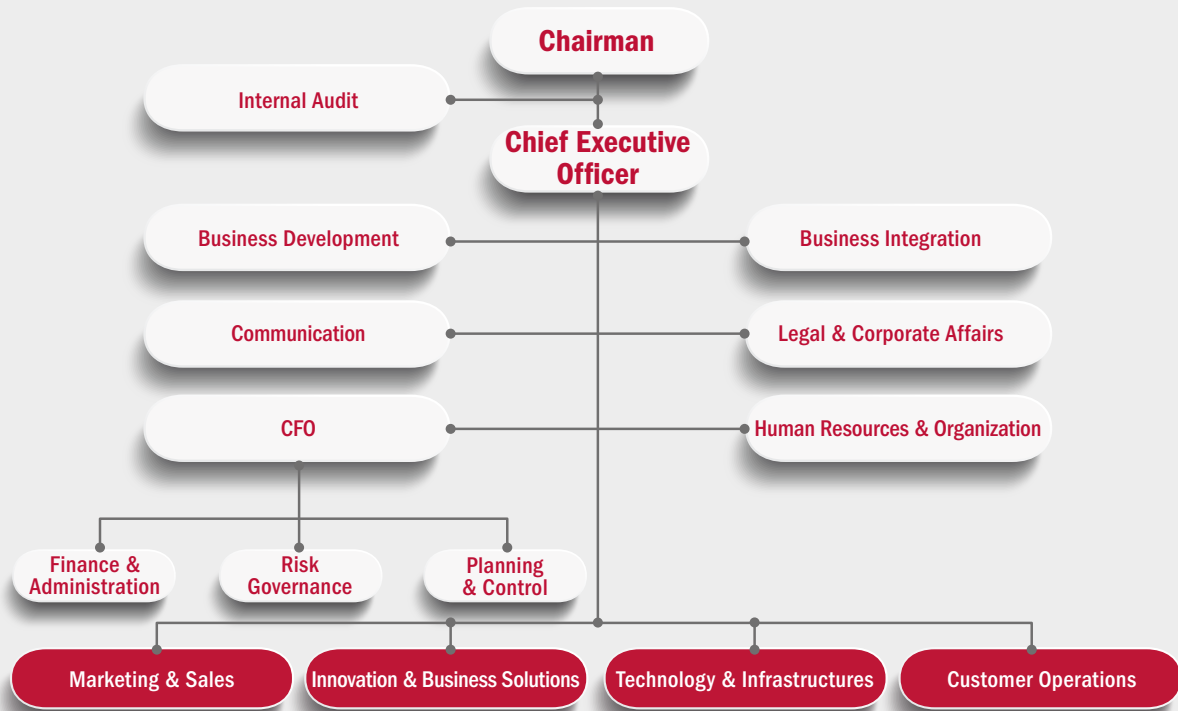 Chairman
Internal Audit
Chief Executive
Officer
Business Development
Business Integration
Communication
Legal & Corporate Affairs
CFO
Human Resources & Organization
Finance &
Administration
Risk
Governance
Planning
& Control
Marketing & Sales
Innovation & Business Solutions
Technology & Infrastructures
Customer Operations